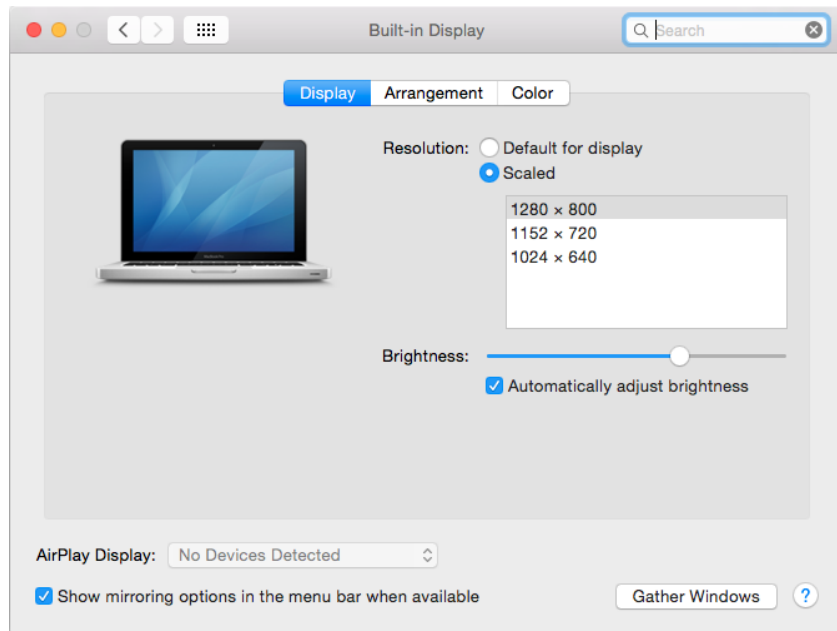 Built-in Display
Search
Display Arrangement Color
Resolution: Default for display
Scaled
1280 × 800
1152 × 720
1024 × 640
Brightness:
Automatically adjust brightness
AirPlay Display: No Devices Detected
Show mirroring options in the menu bar when available
Gather Windows ?